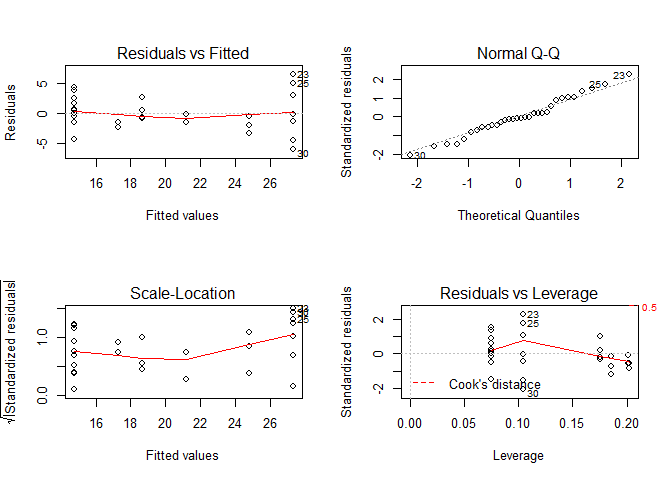 Residuals vs Fitted
Residuals
5
0
-5
23
25
30
16 18 20 22 24 26
Fitted values
Normal Q-Q
Standardized residuals
2
1
0
-2
23
25
30
-2 -1 0 1 2
Theoretical Quantiles
Scale-Location
√|Standardized residuals|
1.0
0.0
23
30
25
16 18 20 22 24 26
Fitted values
Residuals vs Leverage
Standardized residuals
2
0
-2
23
25
30
0.5
Cook's distance
0.00 0.05 0.10 0.15 0.20
Leverage